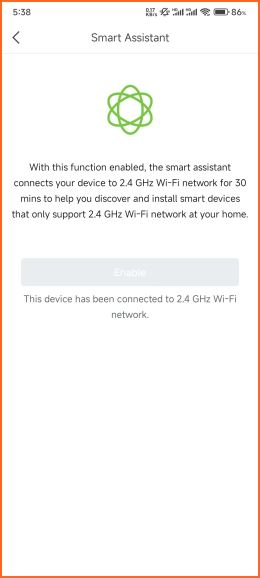 5:38
0.17 KB/s
86%
Smart Assistant
With this function enabled, the smart assistant
connects your device to 2.4 GHz Wi-Fi network for 30
mins to help you discover and install smart devices
that only support 2.4 GHz Wi-Fi network at your home.
Enable
This device has been connected to 2.4 GHz Wi-Fi
network.